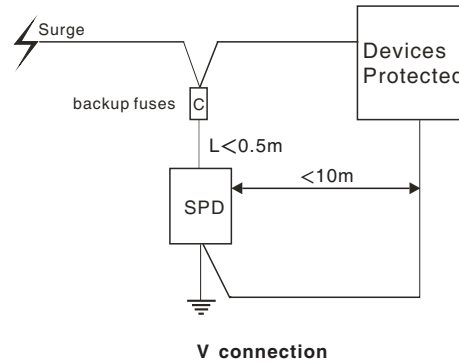 Surge
Devices
Protected
backup fuses
C
L<0.5m
<10m
SPD
V connection